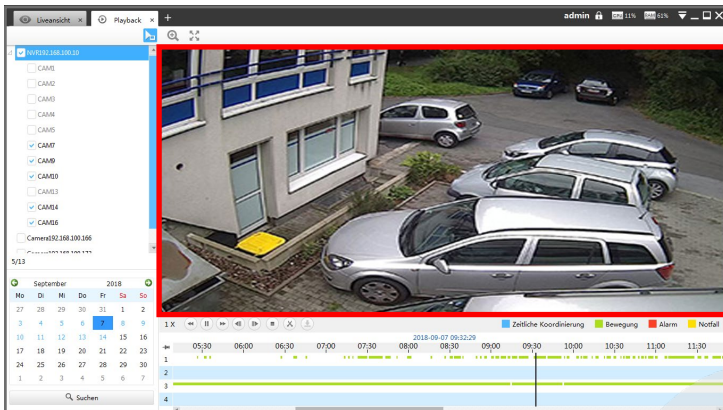 Liveansicht × Playback × + admin CPU 11% RAM 61%
NVR192.168.100.10
CAM1
CAM2
CAM3
CAM4
CAM5
CAM7
CAM9
CAM10
CAM13
CAM14
CAM16
Camera192.168.100.166
Camera192.168.100.172
5/13
September 2018
Mo Di Mi Do Fr Sa So
27 28 29 30 31 1 2
3 4 5 6 7 8 9
10 11 12 13 14 15 16
17 18 19 20 21 22 23
24 25 26 27 28 29 30
1 2 3 4 5 6 7
Suchen
1 X Zeitliche Koordinierung Bewegung Alarm Notfall
2018-09-07 09:32:29
05:30 06:00 06:30 07:00 07:30 08:00 08:30 09:00 09:30 10:00 10:30 11:00 11:30
1
2
3
4